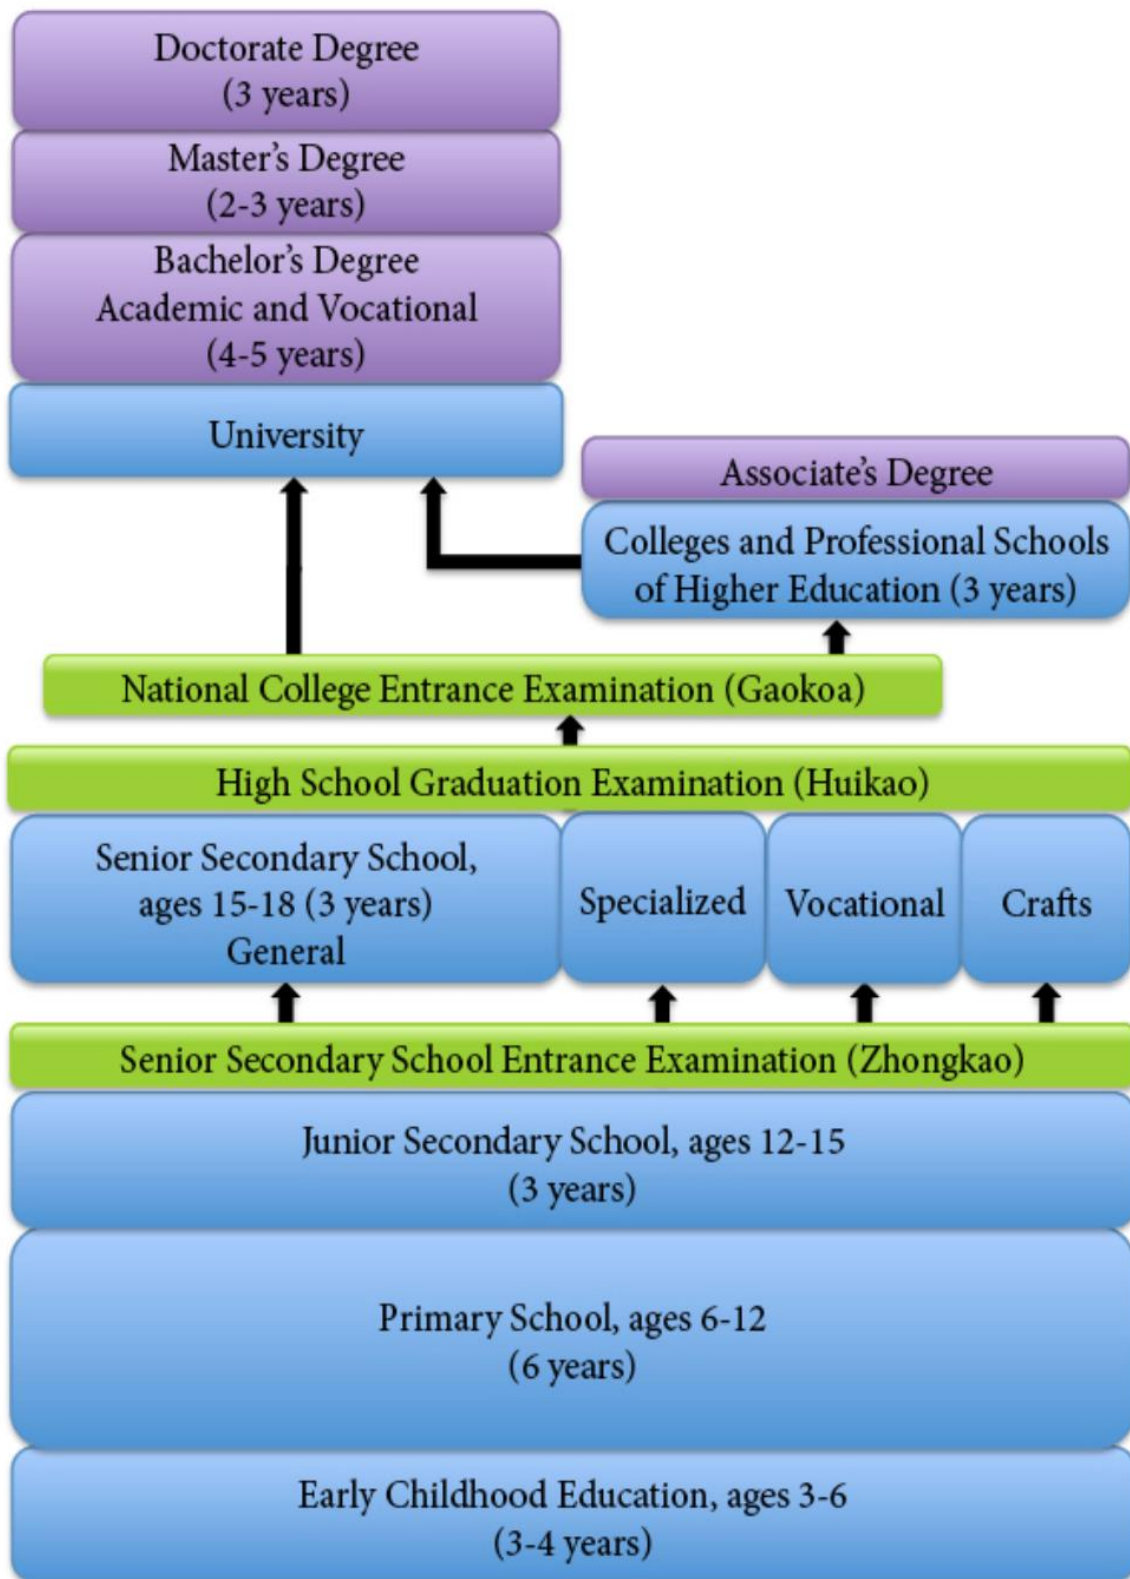 Doctorate Degree
(3 years)
Master's Degree
(2-3 years)
Bachelor's Degree
Academic and Vocational
(4-5 years)
University
Associate's Degree
Colleges and Professional Schools
of Higher Education (3 years)
National College Entrance Examination (Gaokoa)
High School Graduation Examination (Huikao)
Senior Secondary School,
ages 15-18 (3 years)
General
Specialized
Vocational
Crafts
Senior Secondary School Entrance Examination (Zhongkao)
Junior Secondary School, ages 12-15
(3 years)
Primary School, ages 6-12
(6 years)
Early Childhood Education, ages 3-6
(3-4 years)